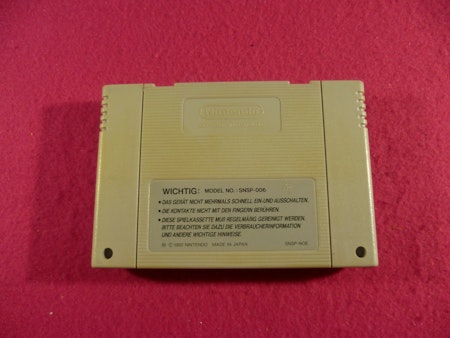 Nintendo
WICHTIG: MODEL NO.: SNSP-006
• DAS GERÄT NICHT MEHRMALS SCHNELL EIN-UND AUSSCHALTEN.
• DIE KONTAKTE NICHT MIT DEN FINGERN BERÜHREN.
• DIESE SPIELKASSETTE MUß REGELMÄßIG GEREINIGT WERDEN.
BITTE BEACHTEN SIE DAZU DIE VERBRAUCHERINFORMATION
UND ANDERE WICHTIGE HINWEISE.
© 1992 NINTENDO MADE IN JAPAN SNSP-NOE